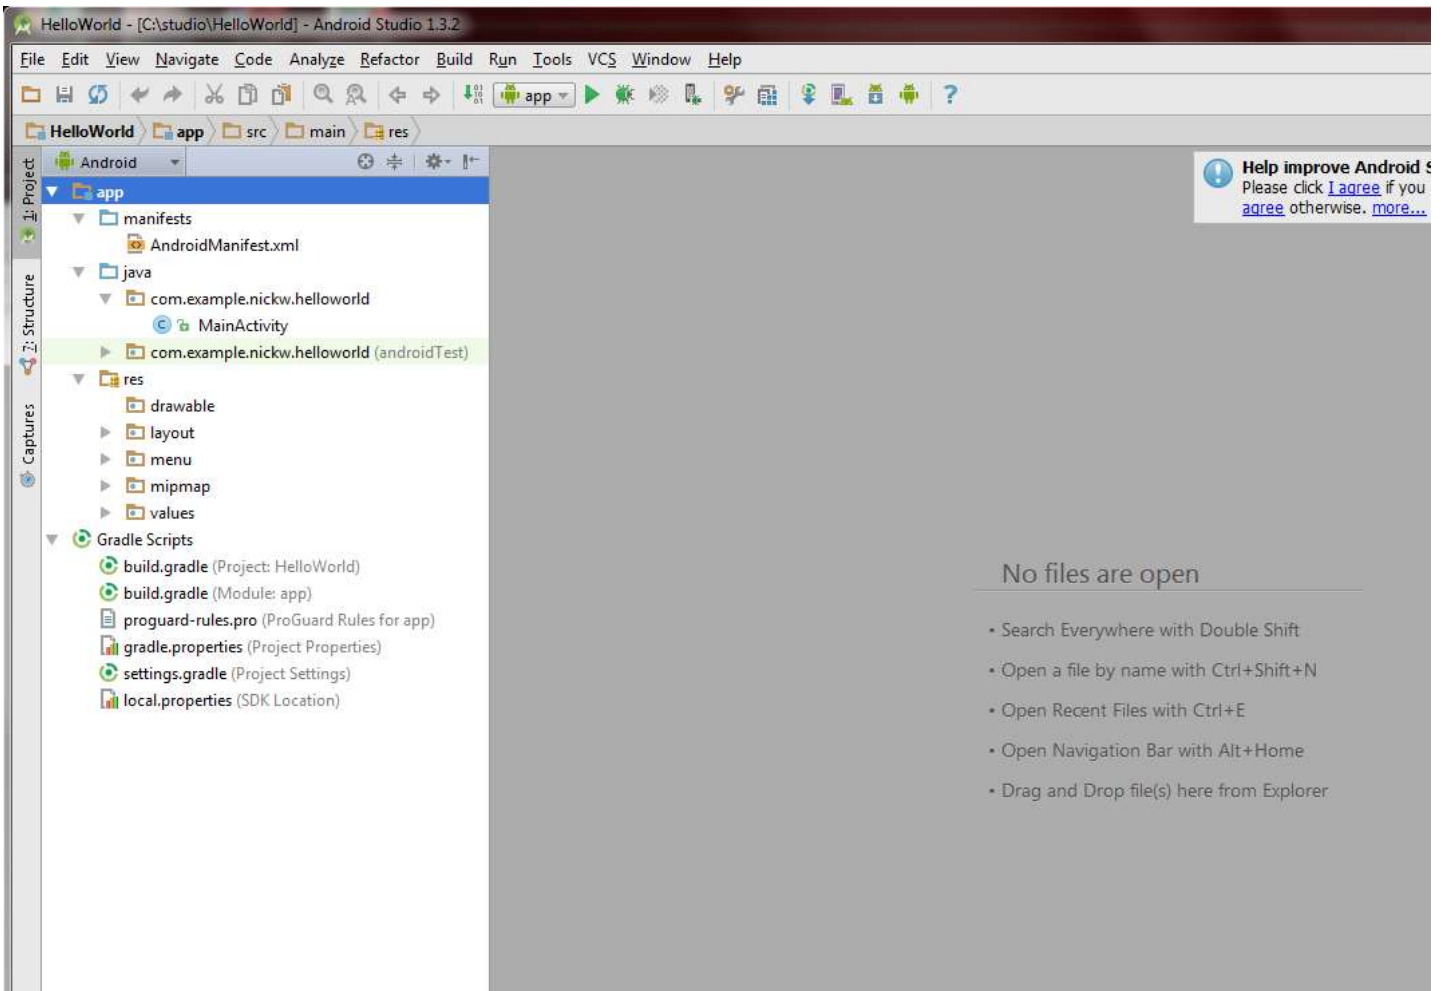 HelloWorld - [C:\studio\HelloWorld] - Android Studio 1.3.2
File Edit View Navigate Code Analyze Refactor Build Run Tools VCS Window Help
app
HelloWorld app src main res
1: Project
7: Structure
Captures
Android
app
manifests
AndroidManifest.xml
java
com.example.nickw.helloworld
MainActivity
com.example.nickw.helloworld (androidTest)
res
drawable
layout
menu
mipmap
values
Gradle Scripts
build.gradle (Project: HelloWorld)
build.gradle (Module: app)
proguard-rules.pro (ProGuard Rules for app)
gradle.properties (Project Properties)
settings.gradle (Project Settings)
local.properties (SDK Location)
Help improve Android S
Please click I agree if you
agree otherwise. more...
No files are open
• Search Everywhere with Double Shift
• Open a file by name with Ctrl+Shift+N
• Open Recent Files with Ctrl+E
• Open Navigation Bar with Alt+Home
• Drag and Drop file(s) here from Explorer